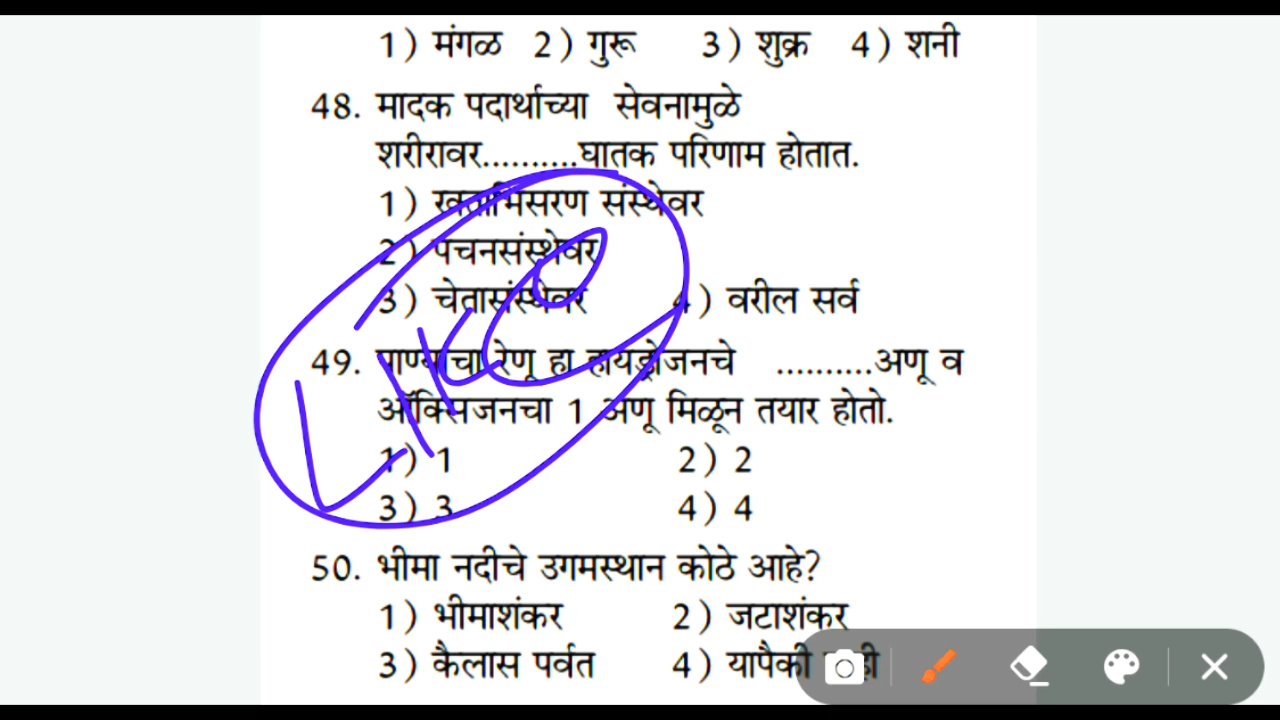 1) मंगळ 2) गुरू 3) शुक्र 4) शनी
48. मादक पदार्थाच्या सेवनामुळे
शरीरावर..........घातक परिणाम होतात.
1) रक्ताभिसरण संस्थेवर
2) पचनसंस्थेवर
3) चेतासंस्थेवर 4) वरील सर्व
49. पाण्याचा रेणू हा हायड्रोजनचे ..........अणू व
ऑक्सिजनचा 1 अणू मिळून तयार होतो.
1) 1 2) 2
3) 3 4) 4
50. भीमा नदीचे उगमस्थान कोठे आहे?
1) भीमाशंकर 2) जटाशंकर
3) कैलास पर्वत 4) यापैकी